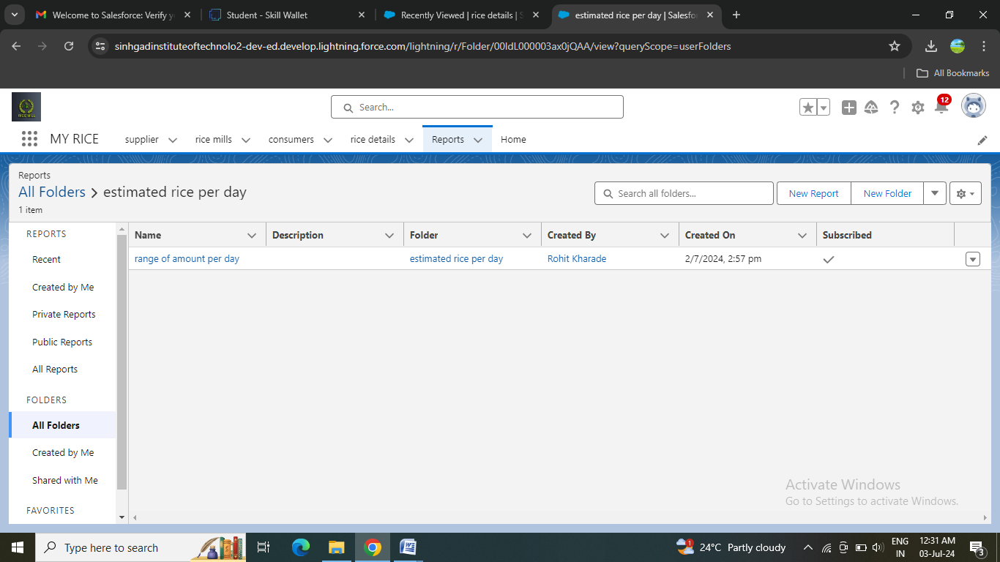 Welcome to Salesforce: Verify y
Student - Skill Wallet
Recently Viewed | rice details | S
estimated rice per day | Salesfo
sinhgadinstituteoftechnolo2-dev-ed.develop.lightning.force.com/lightning/r/Folder/00ldL000003ax0jQAA/view?queryScope=userFolders
All Bookmarks
RICE MILL
Search...
12
MY RICE
supplier
rice mills
consumers
rice details
Reports
Home
Reports
All Folders > estimated rice per day
1 item
Search all folders...
New Report
New Folder
REPORTS
Recent
Created by Me
Private Reports
Public Reports
All Reports
FOLDERS
All Folders
Created by Me
Shared with Me
FAVORITES
Name Description Folder Created By Created On Subscribed
range of amount per day estimated rice per day Rohit Kharade 2/7/2024, 2:57 pm
Activate Windows
Go to Settings to activate Windows.
Type here to search
1
24°C Partly cloudy
ENG
IN
12:31 AM
03-Jul-24
3